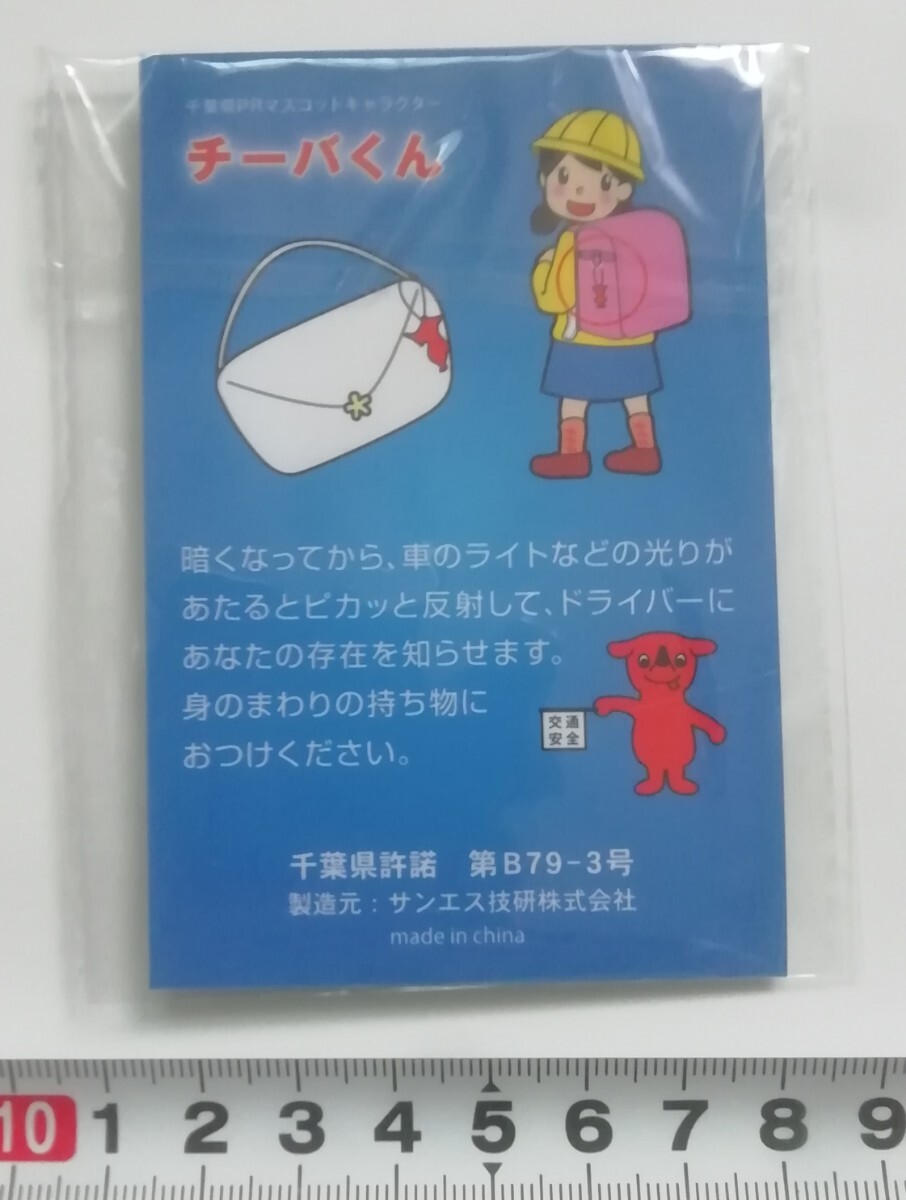 千葉県PRマスコットキャラクター
チーバくん
暗くなってから、車のライトなどの光りが
あたるとピカッと反射して、ドライバーに
あなたの存在を知らせます。
身のまわりの持ち物に
おつけください。
交通
安全
千葉県許諾　第B79-3号
製造元：サンエス技研株式会社
made in china
10 1 2 3 4 5 6 7 8 9